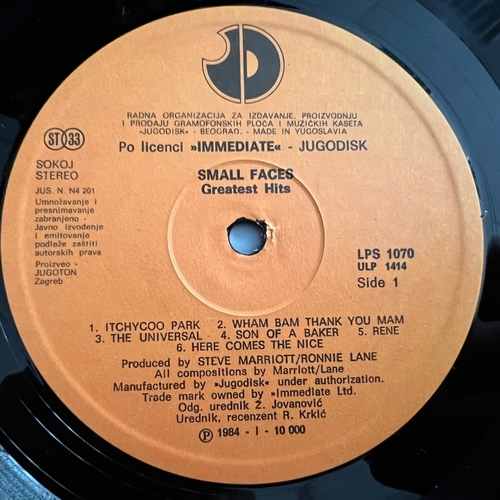 RADNA ORGANIZACIJA ZA IZDAVANJE, PROIZVODNJU
I PRODAJU GRAMOFONSKIH PLOČA I MUZIČKIH KASETA
»JUGODISK« - BEOGRAD. - MADE IN YUGOSLAVIA
Po licenci »IMMEDIATE« - JUGODISK
ST 33
SOKOJ
STEREO
JUS. N. N4 201
Umnožavanje i
presnimavanje
zabranjeno -
Javno izvođenje
i emitovanje
podleže zaštiti
autorskih prava
Proizveo -
JUGOTON
Zagreb
SMALL FACES
Greatest Hits
LPS 1070
ULP 1414
Side 1
1. ITCHYCOO PARK 2. WHAM BAM THANK YOU MAM
3. THE UNIVERSAL 4. SON OF A BAKER 5. RENE
6. HERE COMES THE NICE
Produced by STEVE MARRIOTT/RONNIE LANE
All compositions by Marriott/Lane
Manufactured by »Jugodisk« under authorization.
Trade mark owned by »Immediate Ltd.
Odg. urednik Ž. Jovanović
Urednik, recenzent R. Krkić
Ⓟ 1984 - I - 10 000